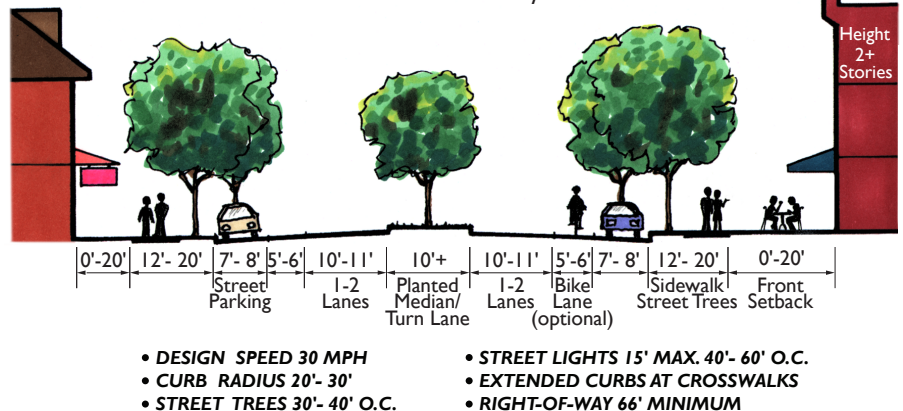 Height
2+
Stories
0'-20' 12'- 20' 7'- 8' 5'-6' 10'-11' 10'+ 10'-11' 5'-6' 7'- 8' 12'- 20' 0'-20'
Street Parking
1-2 Lanes
Planted Median/ Turn Lane
1-2 Lanes
Bike Lane (optional)
Sidewalk Street Trees
Front Setback
• DESIGN SPEED 30 MPH
• CURB RADIUS 20'- 30'
• STREET TREES 30'- 40' O.C.
• STREET LIGHTS 15' MAX. 40'- 60' O.C.
• EXTENDED CURBS AT CROSSWALKS
• RIGHT-OF-WAY 66' MINIMUM